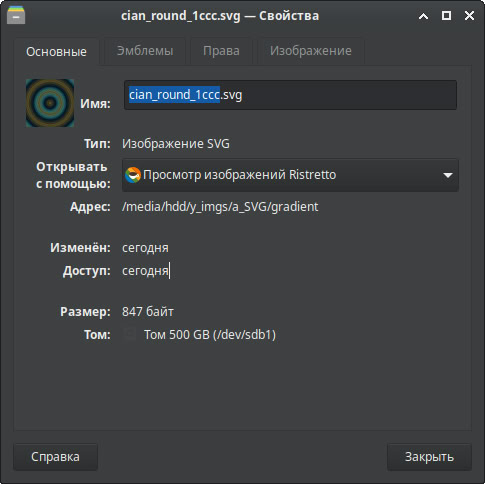 cian_round_1ccc.svg — Свойства
Основные Эмблемы Права Изображение
Имя: cian_round_1ccc.svg
Тип: Изображение SVG
Открывать
с помощью: Просмотр изображений Ristretto
Адрес: /media/hdd/y_imgs/a_SVG/gradient
Изменён: сегодня
Доступ: сегодня
Размер: 847 байт
Том: Том 500 GB (/dev/sdb1)
Справка Закрыть